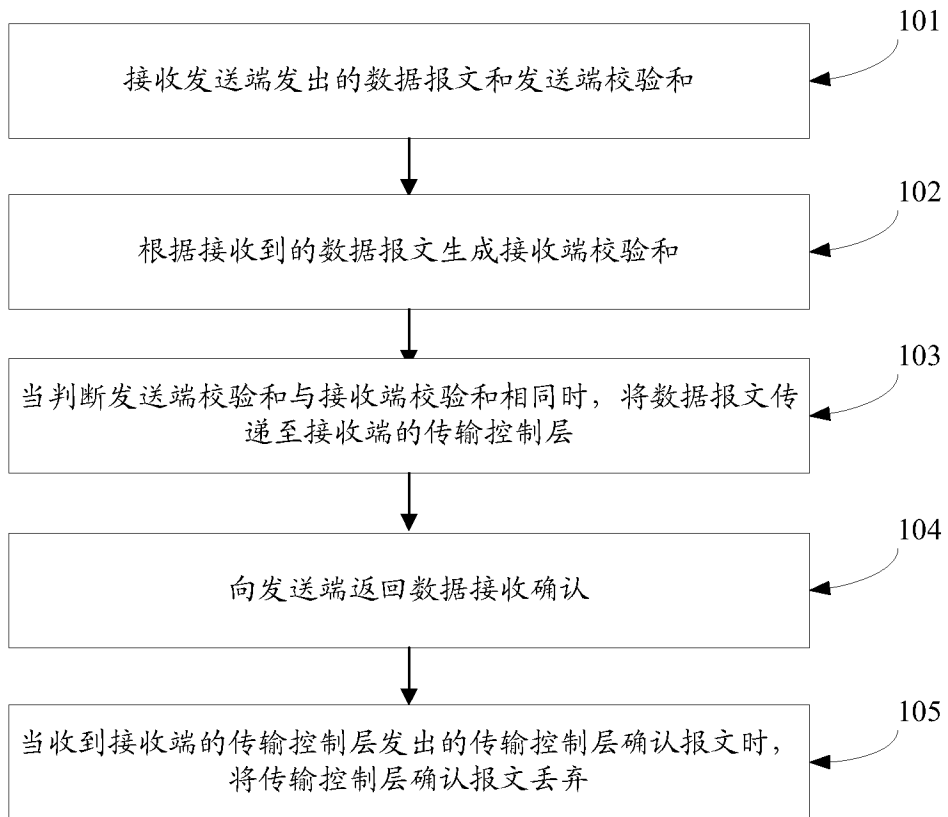 101
接收发送端发出的数据报文和发送端校验和
102
根据接收到的数据报文生成接收端校验和
103
当判断发送端校验和与接收端校验和相同时，将数据报文传
递至接收端的传输控制层
104
向发送端返回数据接收确认
105
当收到接收端的传输控制层发出的传输控制层确认报文时，
将传输控制层确认报文丢弃